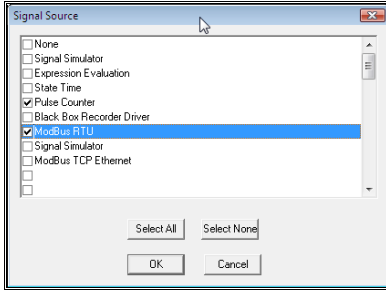 Signal Source
None
Signal Simulator
Expression Evaluation
State Time
Pulse Counter
Black Box Recorder Driver
ModBus RTU
Signal Simulator
ModBus TCP Ethernet
Select All Select None
OK Cancel